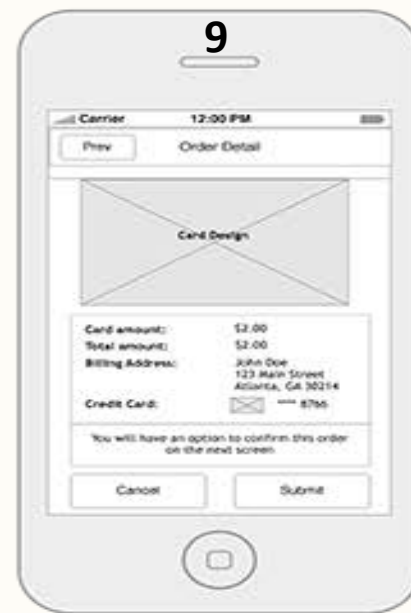 9
Carrier 12:00 PM
Prev Order Detail
Card Design
Card amount: $2.00
Total amount: $2.00
Billing Address: John Doe
123 Main Street
Atlanta, GA 30214
Credit Card: **** 8766
You will have an option to confirm this order
on the next screen
Cancel Submit